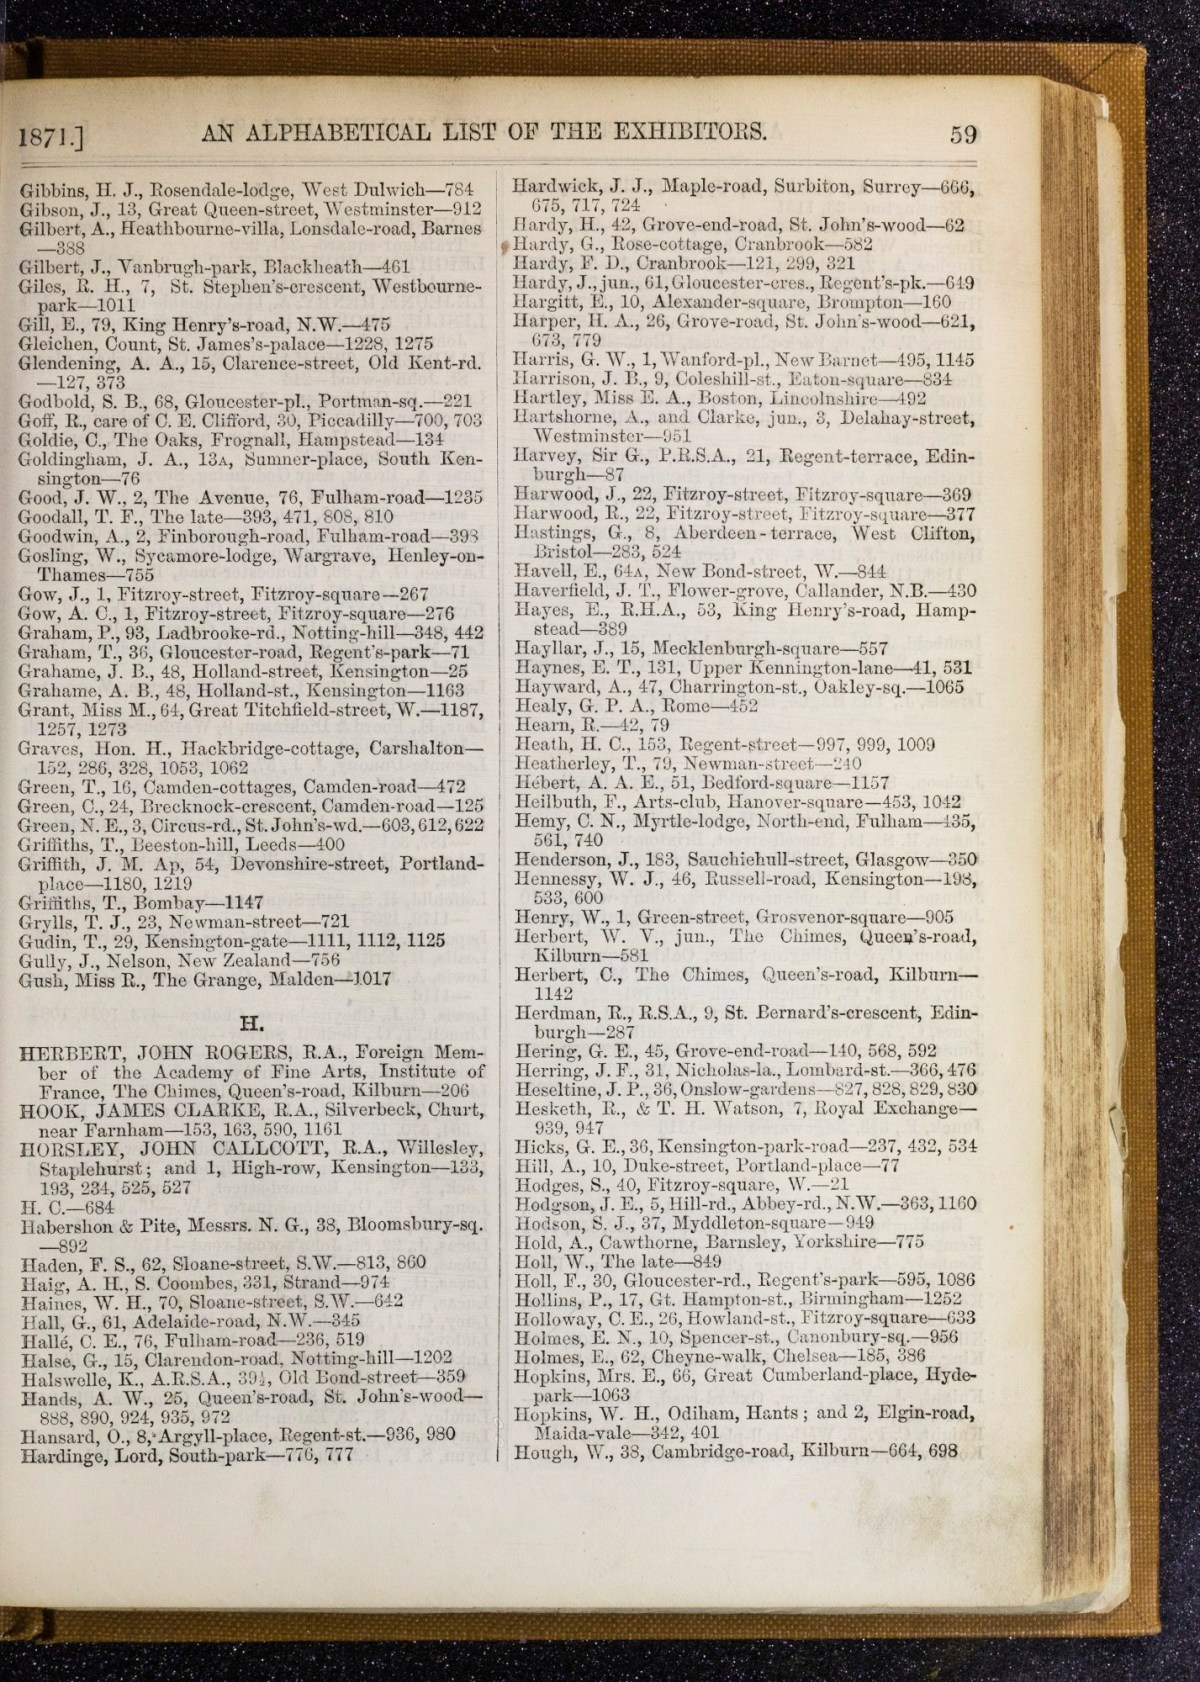 1871.] AN ALPHABETICAL LIST OF THE EXHIBITORS. 59
Gibbins, H. J., Rosendale-lodge, West Dulwich—784
Gibson, J., 13, Great Queen-street, Westminster—912
Gilbert, A., Heathbourne-villa, Lonsdale-road, Barnes
—388
Gilbert, J., Vanbrugh-park, Blackheath—461
Giles, R. H., 7, St. Stephen's-crescent, Westbourne-
park—1011
Gill, E., 79, King Henry's-road, N.W.—475
Gleichen, Count, St. James's-palace—1228, 1275
Glendening, A. A., 15, Clarence-street, Old Kent-rd.
—127, 373
Godbold, S. B., 68, Gloucester-pl., Portman-sq.—221
Goff, R., care of C. E. Clifford, 30, Piccadilly—700, 703
Goldie, C., The Oaks, Frognall, Hampstead—134
Goldingham, J. A., 13A, Sumner-place, South Ken-
sington—76
Good, J. W., 2, The Avenue, 76, Fulham-road—1235
Goodall, T. F., The late—393, 471, 808, 810
Goodwin, A., 2, Finborough-road, Fulham-road—398
Gosling, W., Sycamore-lodge, Wargrave, Henley-on-
Thames—755
Gow, J., 1, Fitzroy-street, Fitzroy-square—267
Gow, A. C., 1, Fitzroy-street, Fitzroy-square—276
Graham, P., 93, Ladbrooke-rd., Notting-hill—348, 442
Graham, T., 36, Gloucester-road, Regent's-park—71
Grahame, J. B., 48, Holland-street, Kensington—25
Grahame, A. B., 48, Holland-st., Kensington—1163
Grant, Miss M., 64, Great Titchfield-street, W.—1187,
1257, 1273
Graves, Hon. H., Hackbridge-cottage, Carshalton—
152, 286, 328, 1053, 1062
Green, T., 16, Camden-cottages, Camden-road—472
Green, C., 24, Brecknock-crescent, Camden-road—125
Green, N. E., 3, Circus-rd., St. John's-wd.—603, 612, 622
Griffiths, T., Beeston-hill, Leeds—400
Griffith, J. M. Ap, 54, Devonshire-street, Portland-
place—1180, 1219
Griffiths, T., Bombay—1147
Grylls, T. J., 23, Newman-street—721
Gudin, T., 29, Kensington-gate—1111, 1112, 1125
Gully, J., Nelson, New Zealand—756
Gush, Miss R., The Grange, Malden—1017
H.
HERBERT, JOHN ROGERS, R.A., Foreign Mem-
ber of the Academy of Fine Arts, Institute of
France, The Chimes, Queen's-road, Kilburn—206
HOOK, JAMES CLARKE, R.A., Silverbeck, Churt,
near Farnham—153, 163, 590, 1161
HORSLEY, JOHN CALLCOTT, R.A., Willesley,
Staplehurst; and 1, High-row, Kensington—133,
193, 234, 525, 527
H. C.—684
Habershon & Pite, Messrs. N. G., 38, Bloomsbury-sq.
—892
Haden, F. S., 62, Sloane-street, S.W.—813, 860
Haig, A. H., S. Coombes, 331, Strand—974
Haines, W. H., 70, Sloane-street, S.W.—642
Hall, G., 61, Adelaide-road, N.W.—345
Hallé, C. E., 76, Fulham-road—236, 519
Halse, G., 15, Clarendon-road, Notting-hill—1202
Halswelle, K., A.R.S.A., 39½, Old Bond-street—359
Hands, A. W., 25, Queen's-road, St. John's-wood—
888, 890, 924, 935, 972
Hansard, O., 8, Argyll-place, Regent-st.—936, 980
Hardinge, Lord, South-park—776, 777
Hardwick, J. J., Maple-road, Surbiton, Surrey—666,
675, 717, 724
Hardy, H., 42, Grove-end-road, St. John's-wood—62
Hardy, G., Rose-cottage, Cranbrook—582
Hardy, F. D., Cranbrook—121, 299, 321
Hardy, J., jun., 61, Gloucester-cres., Regent's-pk.—649
Hargitt, E., 10, Alexander-square, Brompton—160
Harper, H. A., 26, Grove-road, St. John's-wood—621,
673, 779
Harris, G. W., 1, Wanford-pl., New Barnet—495, 1145
Harrison, J. B., 9, Coleshill-st., Eaton-square—834
Hartley, Miss E. A., Boston, Lincolnshire—492
Hartshorne, A., and Clarke, jun., 3, Delahay-street,
Westminster—951
Harvey, Sir G., P.R.S.A., 21, Regent-terrace, Edin-
burgh—87
Harwood, J., 22, Fitzroy-street, Fitzroy-square—369
Harwood, R., 22, Fitzroy-street, Fitzroy-square—377
Hastings, G., 8, Aberdeen-terrace, West Clifton,
Bristol—283, 524
Havell, E., 64A, New Bond-street, W.—844
Haverfield, J. T., Flower-grove, Callander, N.B.—430
Hayes, E., R.H.A., 53, King Henry's-road, Hamp-
stead—389
Hayllar, J., 15, Mecklenburgh-square—557
Haynes, E. T., 131, Upper Kennington-lane—41, 531
Hayward, A., 47, Charrington-st., Oakley-sq.—1065
Healy, G. P. A., Rome—452
Hearn, R.—42, 79
Heath, H. C., 153, Regent-street—997, 999, 1009
Heatherley, T., 79, Newman-street—240
Hébert, A. A. E., 51, Bedford-square—1157
Heilbuth, F., Arts-club, Hanover-square—453, 1042
Hemy, C. N., Myrtle-lodge, North-end, Fulham—435,
561, 740
Henderson, J., 183, Sauchiehull-street, Glasgow—350
Hennessy, W. J., 46, Russell-road, Kensington—198,
533, 600
Henry, W., 1, Green-street, Grosvenor-square—905
Herbert, W. V., jun., The Chimes, Queen's-road,
Kilburn—581
Herbert, C., The Chimes, Queen's-road, Kilburn—
1142
Herdman, R., R.S.A., 9, St. Bernard's-crescent, Edin-
burgh—287
Hering, G. E., 45, Grove-end-road—140, 568, 592
Herring, J. F., 31, Nicholas-la., Lombard-st.—366, 476
Heseltine, J. P., 36, Onslow-gardens—827, 828, 829, 830
Hesketh, R., & T. H. Watson, 7, Royal Exchange—
939, 947
Hicks, G. E., 36, Kensington-park-road—237, 432, 534
Hill, A., 10, Duke-street, Portland-place—77
Hodges, S., 40, Fitzroy-square, W.—21
Hodgson, J. E., 5, Hill-rd., Abbey-rd., N.W.—363, 1160
Hodson, S. J., 37, Myddleton-square—949
Hold, A., Cawthorne, Barnsley, Yorkshire—775
Holl, W., The late—849
Holl, F., 30, Gloucester-rd., Regent's-park—595, 1086
Hollins, P., 17, Gt. Hampton-st., Birmingham—1252
Holloway, C. E., 26, Howland-st., Fitzroy-square—633
Holmes, E. N., 10, Spencer-st., Canonbury-sq.—956
Holmes, E., 62, Cheyne-walk, Chelsea—185, 386
Hopkins, Mrs. E., 66, Great Cumberland-place, Hyde-
park—1063
Hopkins, W. H., Odiham, Hants; and 2, Elgin-road,
Maida-vale—342, 401
Hough, W., 38, Cambridge-road, Kilburn—664, 698